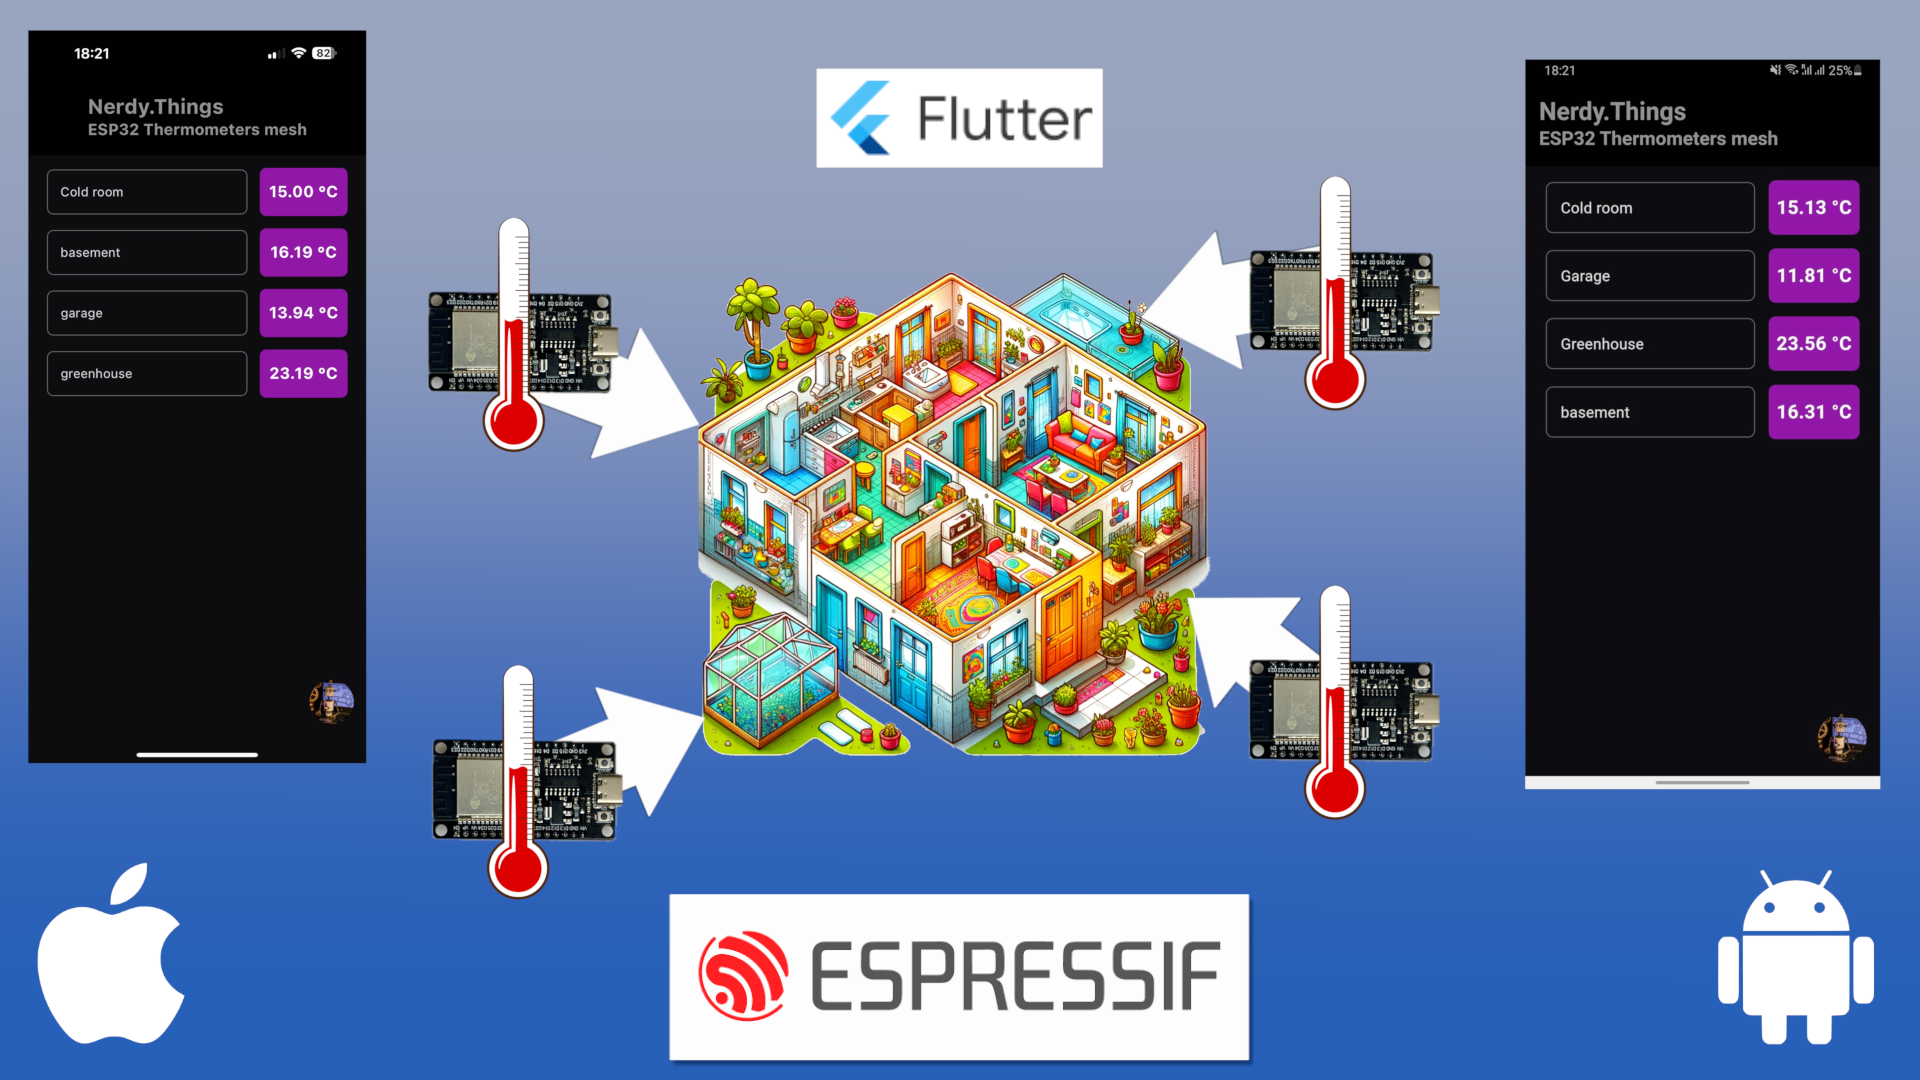 18:21
82
Nerdy.Things
ESP32 Thermometers mesh
Cold room
15.00 °C
basement
16.19 °C
garage
13.94 °C
greenhouse
23.19 °C
Flutter
18:21
25%
Nerdy.Things
ESP32 Thermometers mesh
Cold room
15.13 °C
Garage
11.81 °C
Greenhouse
23.56 °C
basement
16.31 °C
ESPRESSIF